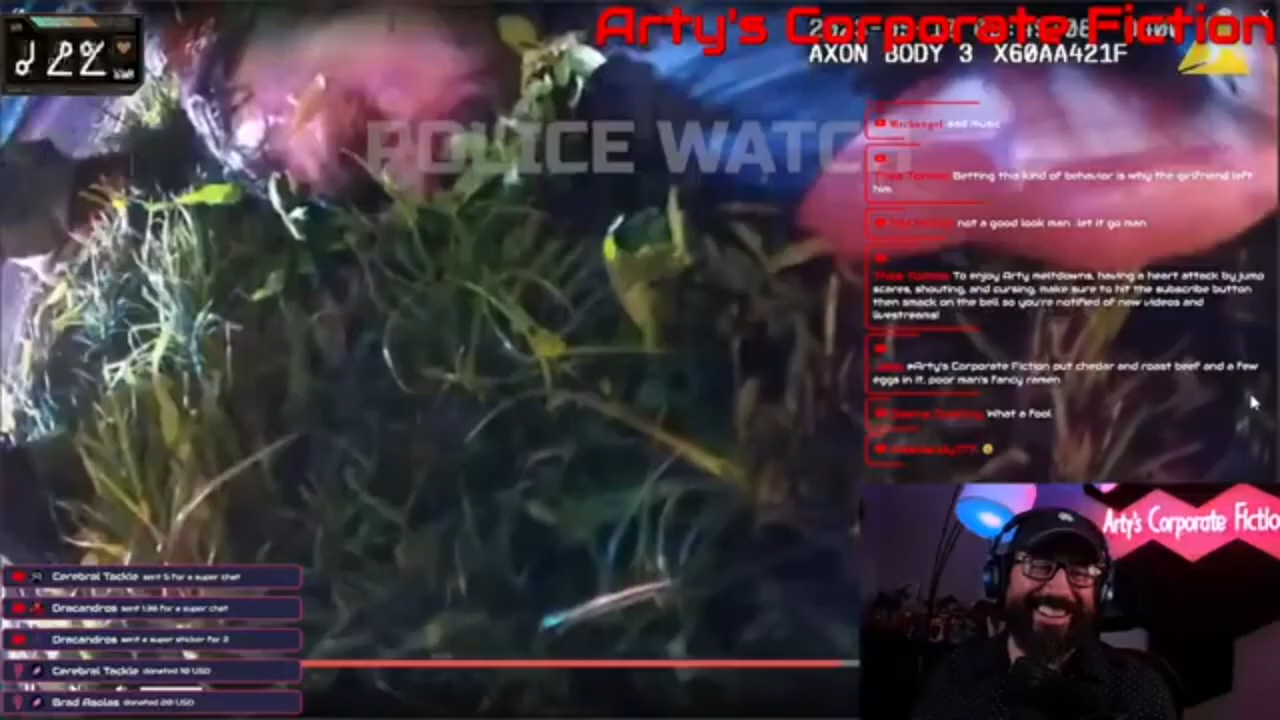 Arty's Corporate Fiction
AXON BODY 3 X60AA421F
POLICE WATCH
sad music
Betting this kind of behavior is why the girlfriend left
him.
not a good look man .let it go man
To enjoy Arty meltdowns, having a heart attack by jump
scares, shouting, and cursing, make sure to hit the subscribe button
then smack on the bell so you're notified of new videos and
livestreams!
Arty's Corporate Fiction put chedar and roast beef and a few
eggs in it. poor man's fancy ramen
What a fool.
Arty's Corporate Fictio
Cerebral Tackle sent 5 for a super chat
Dracandros sent 1.99 for a super chat
Dracandros sent a super sticker for 2
Cerebral Tackle donated 10 USD
Brad Asolas donated 20 USD